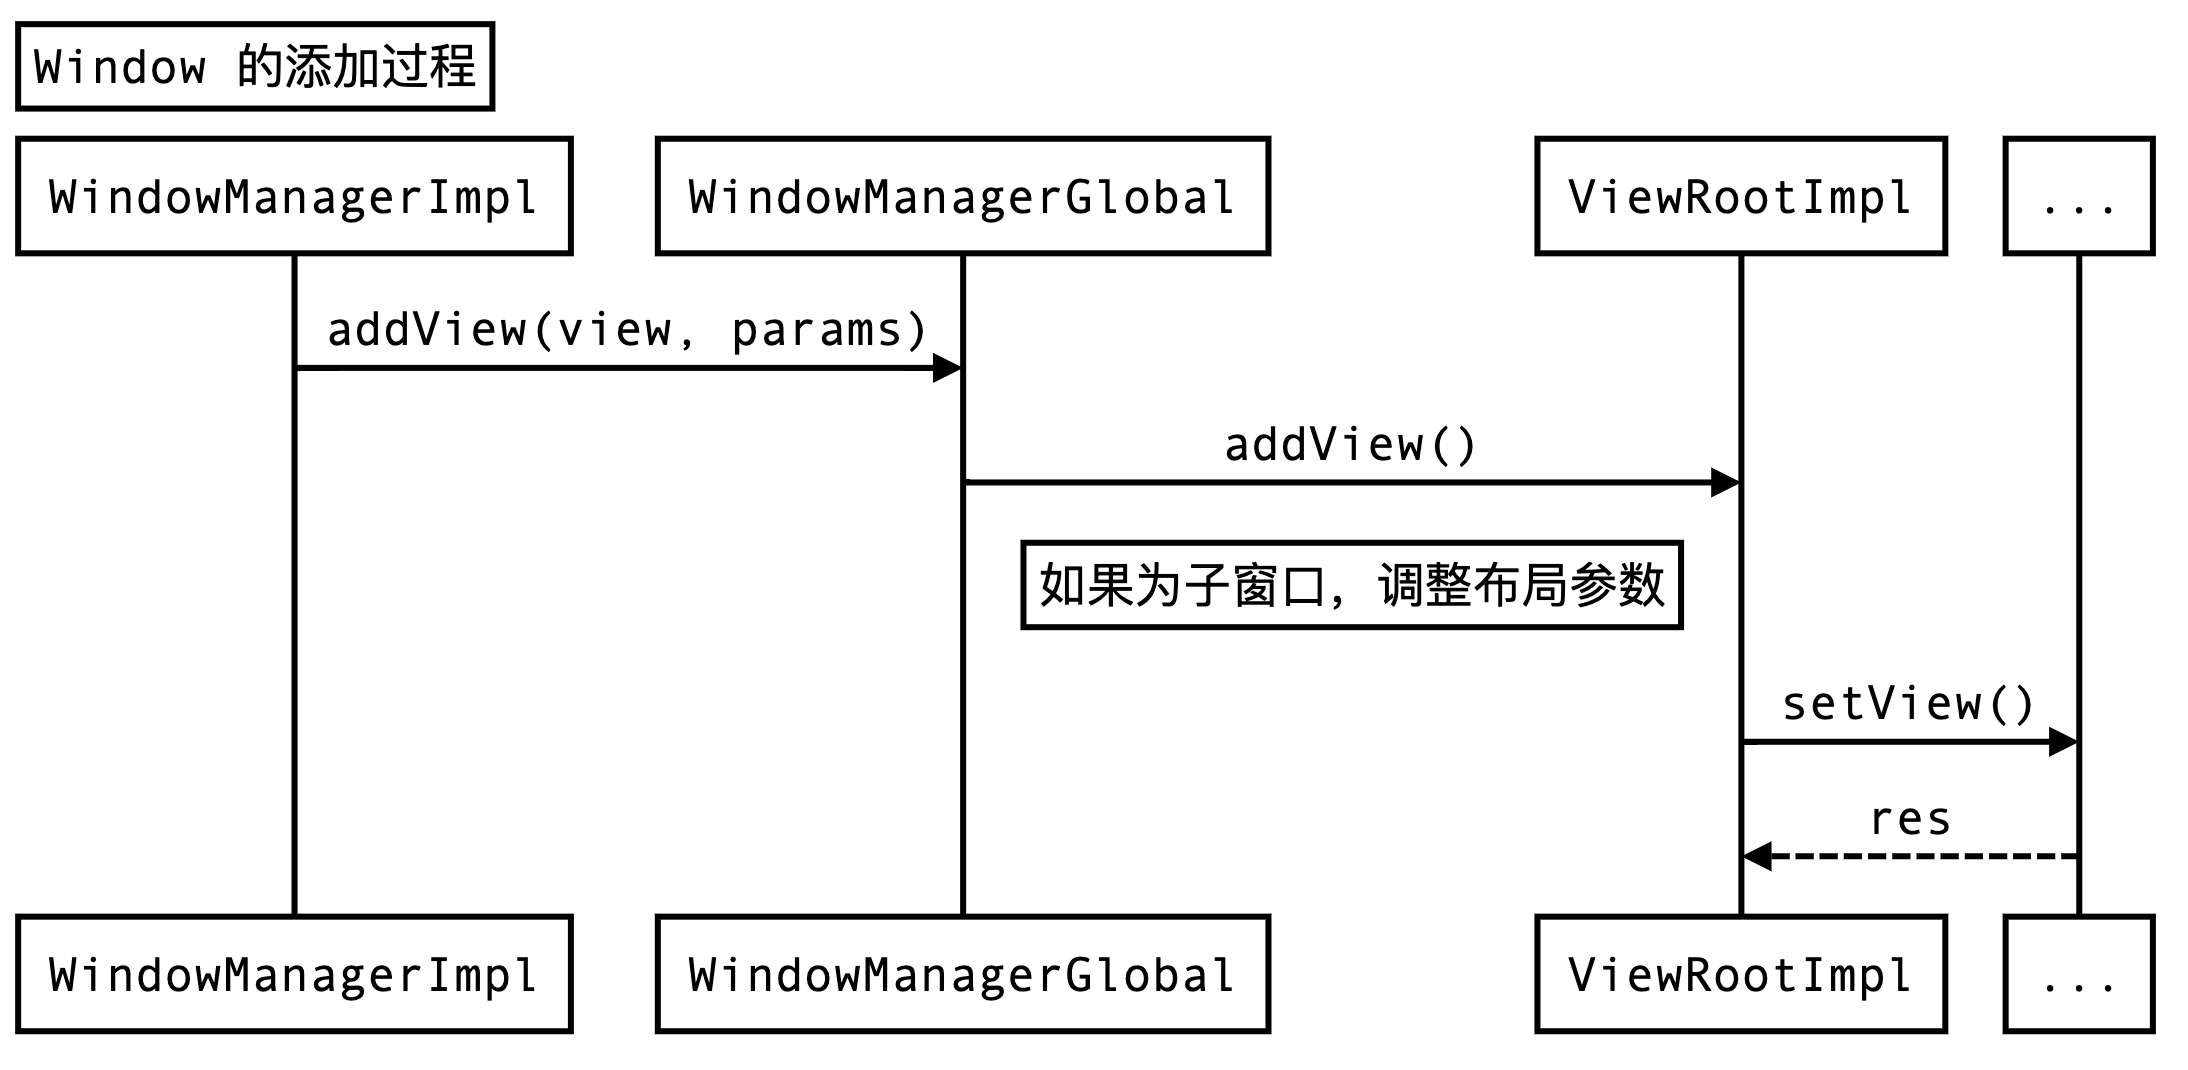 Window 的添加过程
WindowManagerImpl
WindowManagerGlobal
ViewRootImpl
...
addView(view, params)
addView()
如果为子窗口，调整布局参数
setView()
res
WindowManagerImpl
WindowManagerGlobal
ViewRootImpl
...